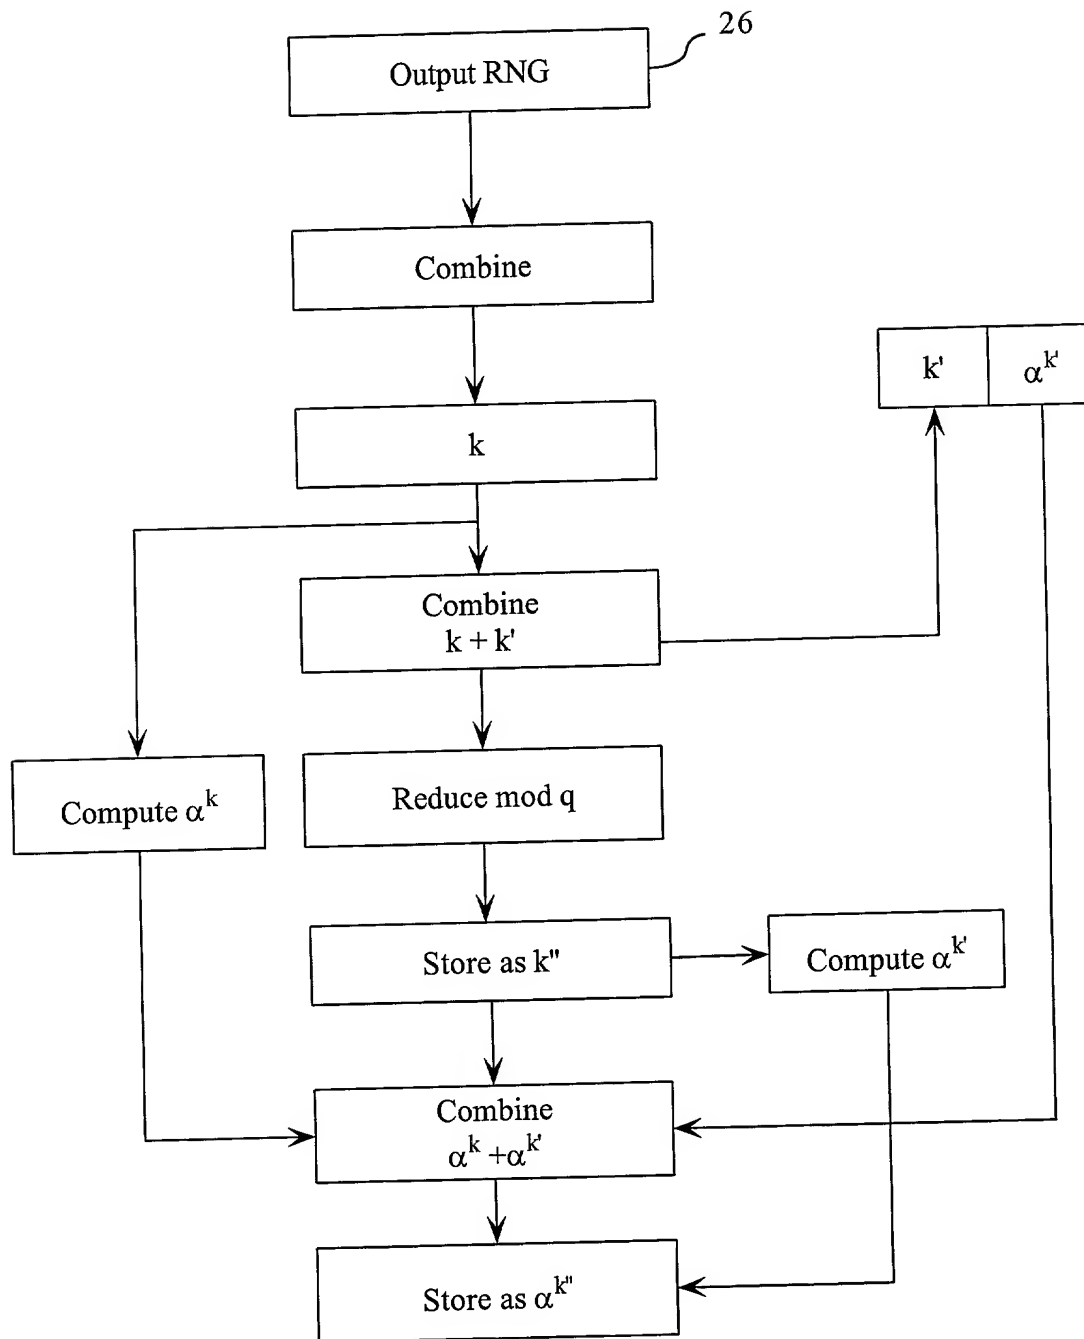 26
Output RNG
Combine
k' α^k'
k
Combine
k + k'
Compute α^k
Reduce mod q
Store as k"
Compute α^k'
Combine
α^k +α^k'
Store as α^k"